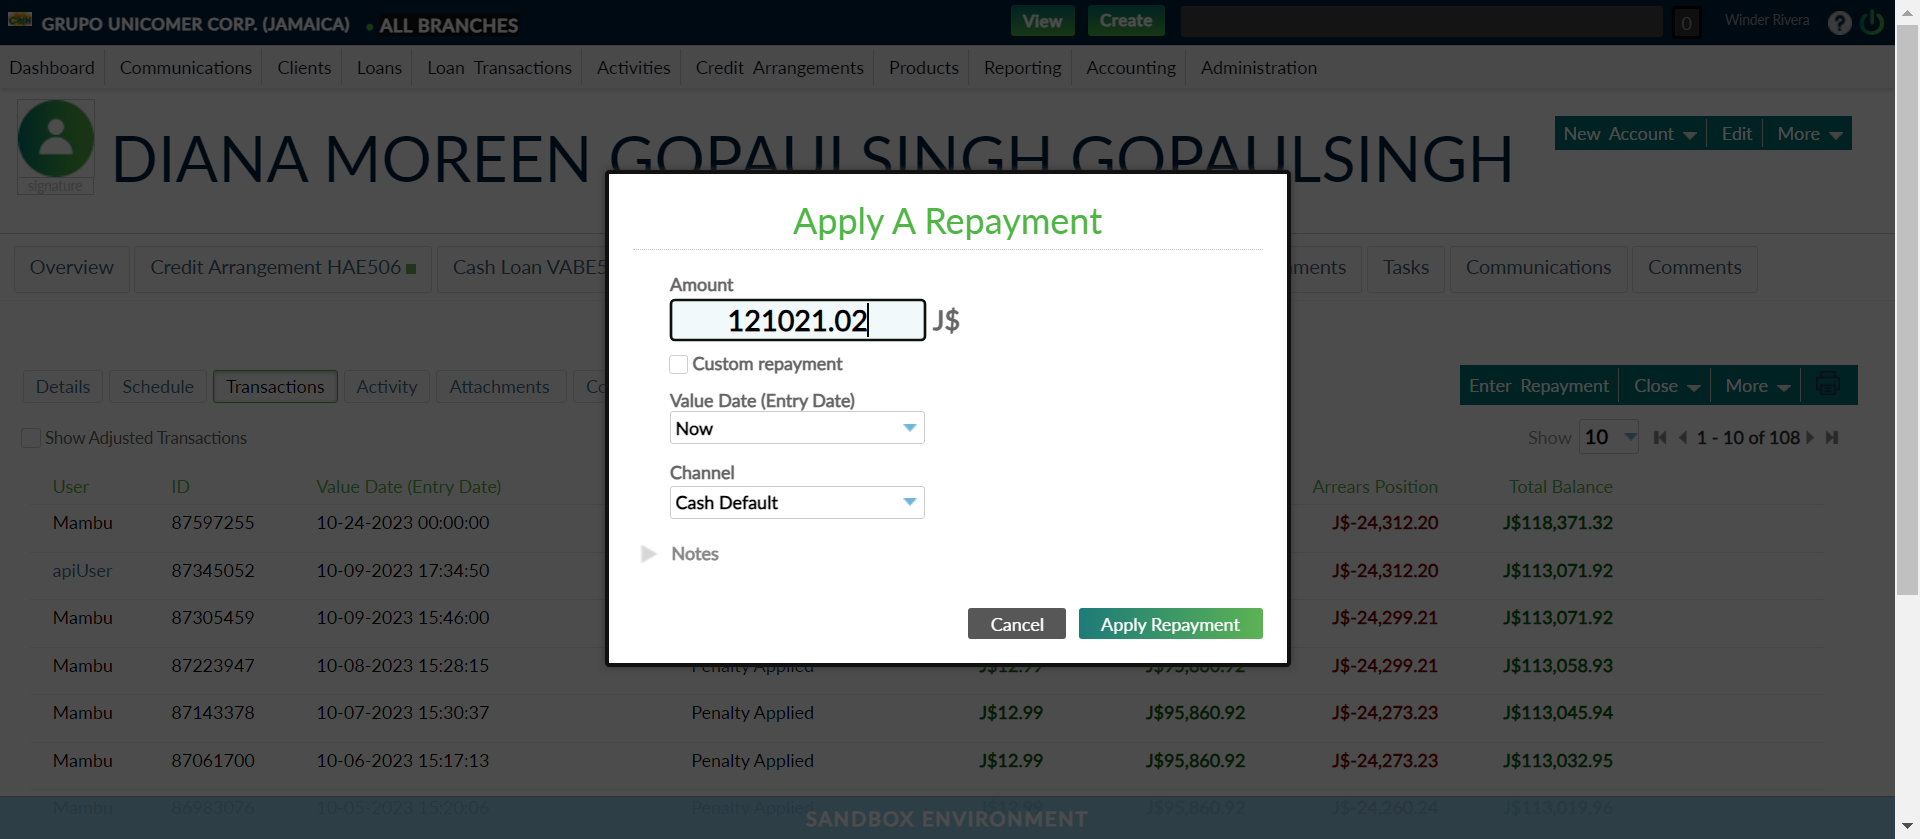 GRUPO UNICOMER CORP. (JAMAICA) ALL BRANCHES View Create 0 Winder Rivera ?
Dashboard Communications Clients Loans Loan Transactions Activities Credit Arrangements Products Reporting Accounting Administration
signature
DIANA MOREEN GOPAULSINGH GOPAULSINGH
New Account Edit More
Apply A Repayment
Overview Credit Arrangement HAE506 Cash Loan VABE5 Tasks Communications Comments
Amount
121021.02 J$
Custom repayment
Value Date (Entry Date)
Now
Details Schedule Transactions Activity Attachments Co Enter Repayment Close More
Show Adjusted Transactions Show 10 1 - 10 of 108
Channel
Cash Default
Notes
Cancel Apply Repayment
User ID Value Date (Entry Date) Arrears Position Total Balance
Mambu 87597255 10-24-2023 00:00:00 J$-24,312.20 J$118,371.32
apiUser 87345052 10-09-2023 17:34:50 J$-24,312.20 J$113,071.92
Mambu 87305459 10-09-2023 15:46:00 J$-24,299.21 J$113,071.92
Mambu 87223947 10-08-2023 15:28:15 Penalty Applied J$12.99 J$95,860.92 J$-24,299.21 J$113,058.93
Mambu 87143378 10-07-2023 15:30:37 Penalty Applied J$12.99 J$95,860.92 J$-24,273.23 J$113,045.94
Mambu 87061700 10-06-2023 15:17:13 Penalty Applied J$12.99 J$95,860.92 J$-24,273.23 J$113,032.95
Mambu 86983076 10-05-2023 15:20:06 Penalty Applied J$12.99 J$95,860.92 J$-24,260.24 J$113,019.96
SANDBOX ENVIRONMENT